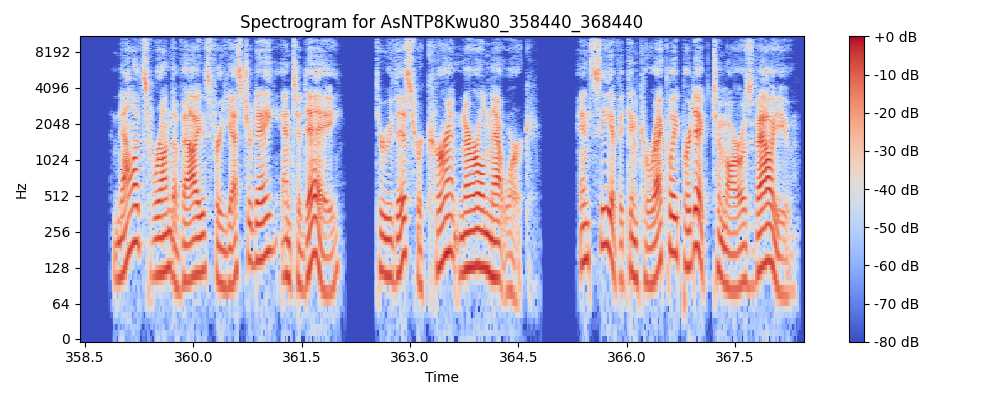 Spectrogram for AsNTP8Kwu80_358440_368440
Hz
8192
4096
2048
1024
512
256
128
64
0
358.5 360.0 361.5 363.0 364.5 366.0 367.5
Time
+0 dB
-10 dB
-20 dB
-30 dB
-40 dB
-50 dB
-60 dB
-70 dB
-80 dB